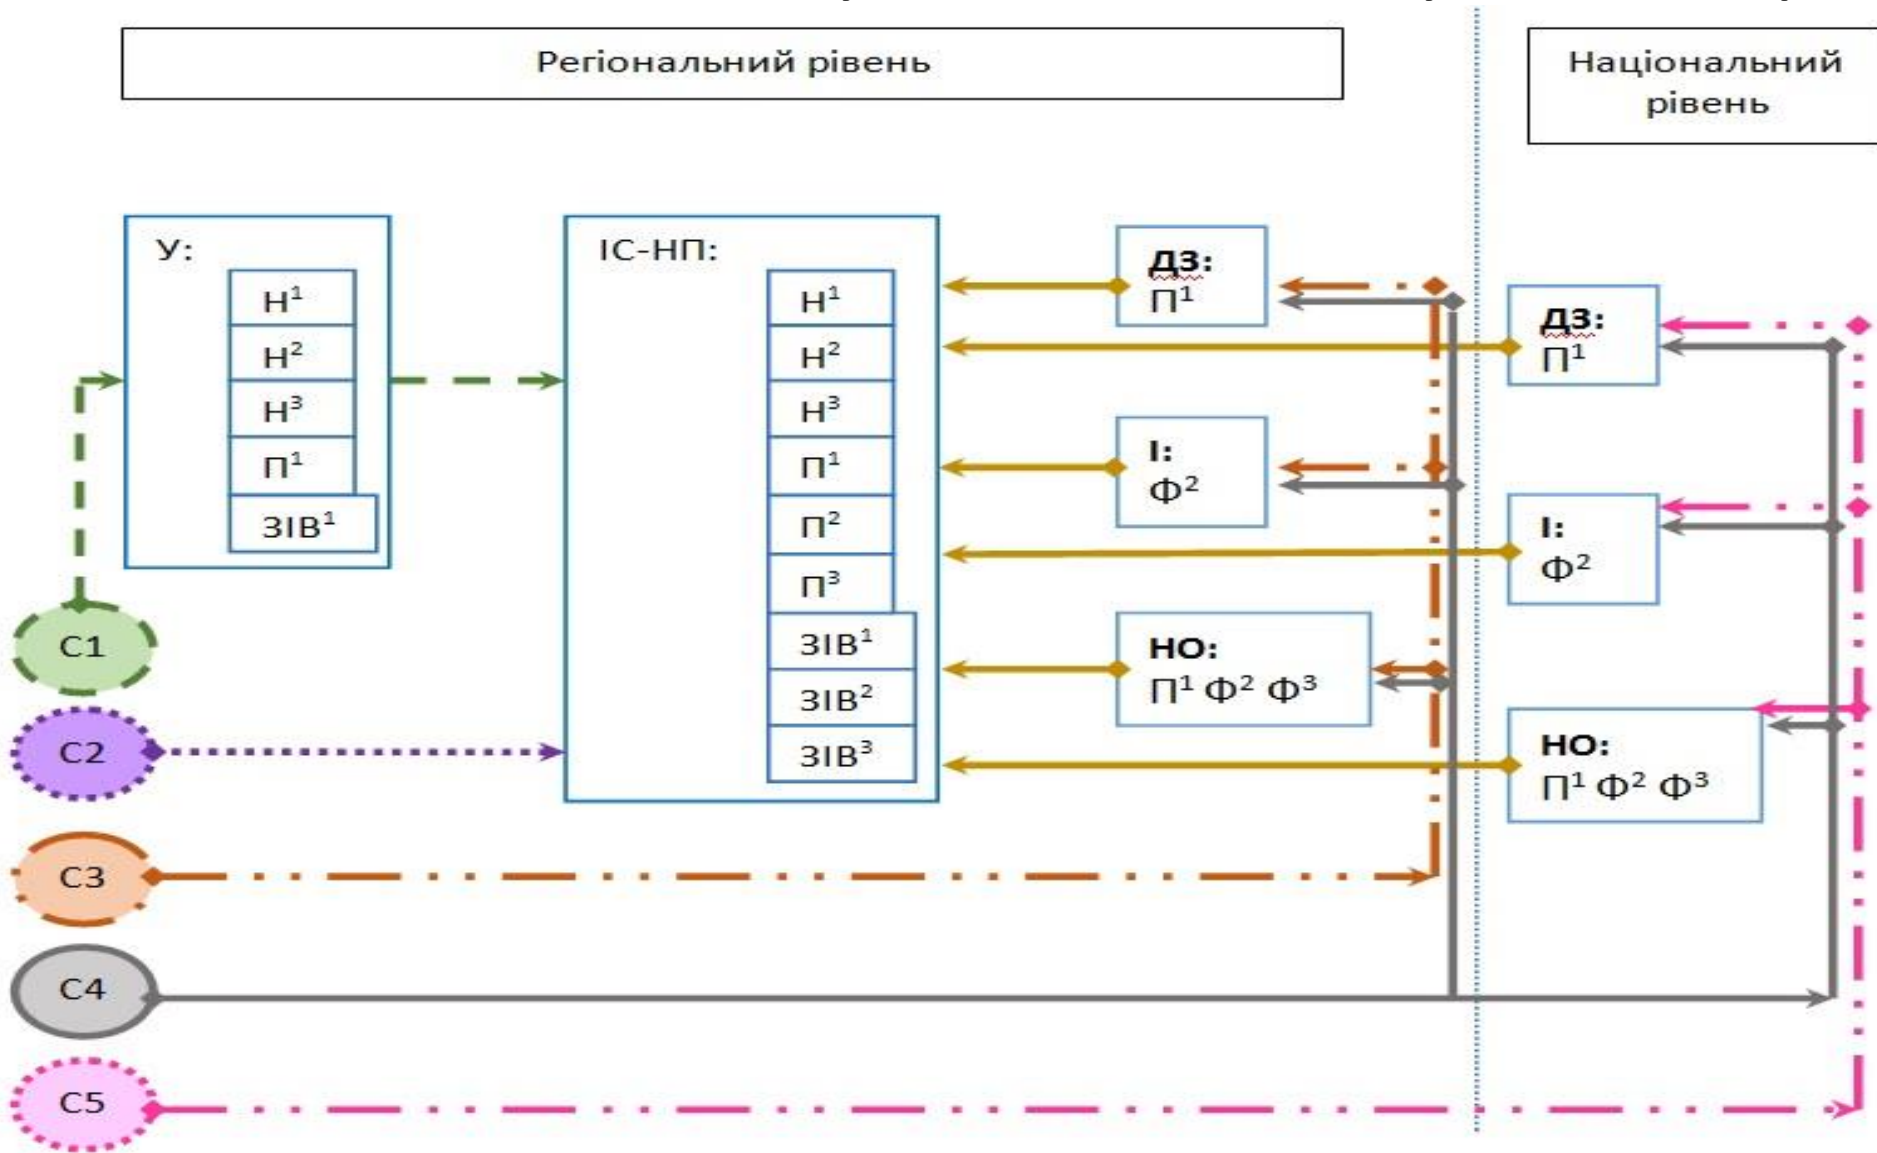 Регіональний рівень
Національний
рівень
У:
Н¹
Н²
Н³
П¹
ЗІВ¹
ІС-НП:
Н¹
Н²
Н³
П¹
П²
П³
ЗІВ¹
ЗІВ²
ЗІВ³
ДЗ:
П¹
І:
Ф²
НО:
П¹ Ф² Ф³
ДЗ:
П¹
І:
Ф²
НО:
П¹ Ф² Ф³
С1
С2
С3
С4
С5